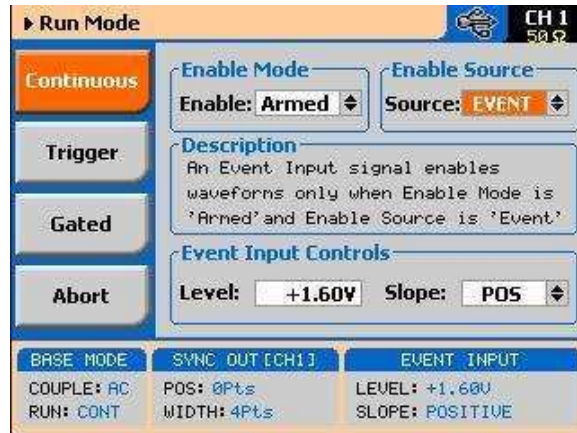 Run Mode
CH 1
50 Ω
Continuous
Trigger
Gated
Abort
Enable Mode
Enable: Armed
Enable Source
Source: EVENT
Description
An Event Input signal enables
waveforms only when Enable Mode is
'Armed'and Enable Source is 'Event'
Event Input Controls
Level: +1.60V Slope: POS
BASE MODE
COUPLE: AC
RUN: CONT
SYNC OUT[CH1]
POS: 0Pts
WIDTH: 4Pts
EVENT INPUT
LEVEL: +1.60V
SLOPE: POSITIVE